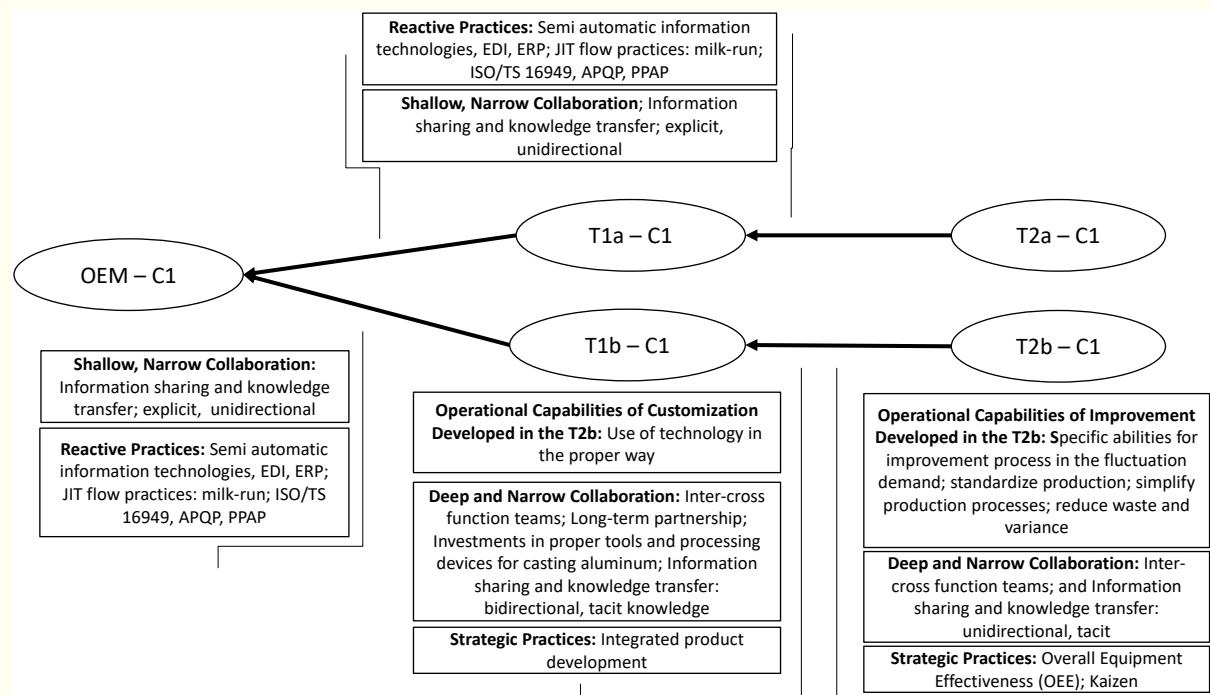 Reactive Practices: Semi automatic information
technologies, EDI, ERP; JIT flow practices: milk-run;
ISO/TS 16949, APQP, PPAP
Shallow, Narrow Collaboration; Information
sharing and knowledge transfer; explicit,
unidirectional
T1a – C1
T2a – C1
OEM – C1
T1b – C1
T2b – C1
Shallow, Narrow Collaboration:
Information sharing and knowledge
transfer; explicit, unidirectional
Reactive Practices: Semi automatic
information technologies, EDI, ERP;
JIT flow practices: milk-run; ISO/TS
16949, APQP, PPAP
Operational Capabilities of Customization
Developed in the T2b: Use of technology in
the proper way
Deep and Narrow Collaboration: Inter-cross
function teams; Long-term partnership;
Investments in proper tools and processing
devices for casting aluminum; Information
sharing and knowledge transfer:
bidirectional, tacit knowledge
Strategic Practices: Integrated product
development
Operational Capabilities of Improvement
Developed in the T2b: Specific abilities for
improvement process in the fluctuation
demand; standardize production; simplify
production processes; reduce waste and
variance
Deep and Narrow Collaboration: Inter-
cross function teams; and Information
sharing and knowledge transfer:
unidirectional, tacit
Strategic Practices: Overall Equipment
Effectiveness (OEE); Kaizen